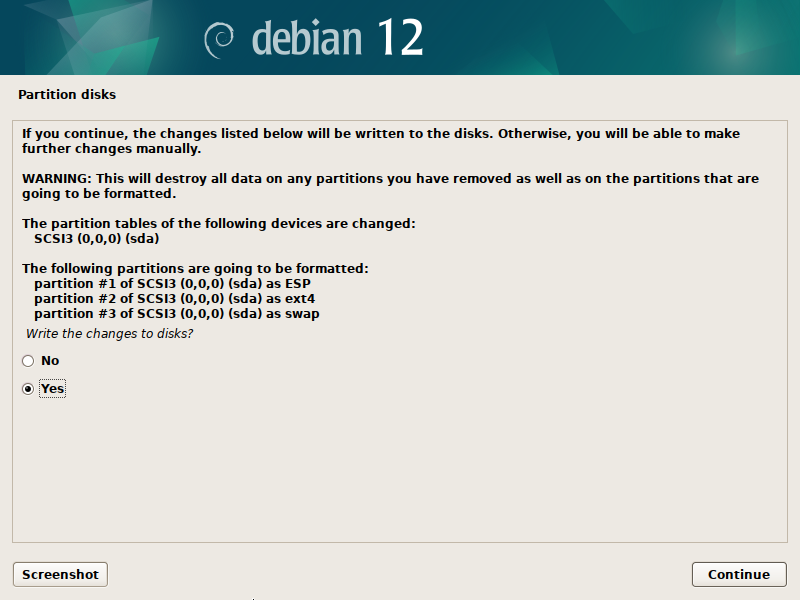 debian 12
Partition disks
If you continue, the changes listed below will be written to the disks. Otherwise, you will be able to make
further changes manually.
WARNING: This will destroy all data on any partitions you have removed as well as on the partitions that are
going to be formatted.
The partition tables of the following devices are changed:
SCSI3 (0,0,0) (sda)
The following partitions are going to be formatted:
partition #1 of SCSI3 (0,0,0) (sda) as ESP
partition #2 of SCSI3 (0,0,0) (sda) as ext4
partition #3 of SCSI3 (0,0,0) (sda) as swap
Write the changes to disks?
No
Yes
Screenshot
Continue